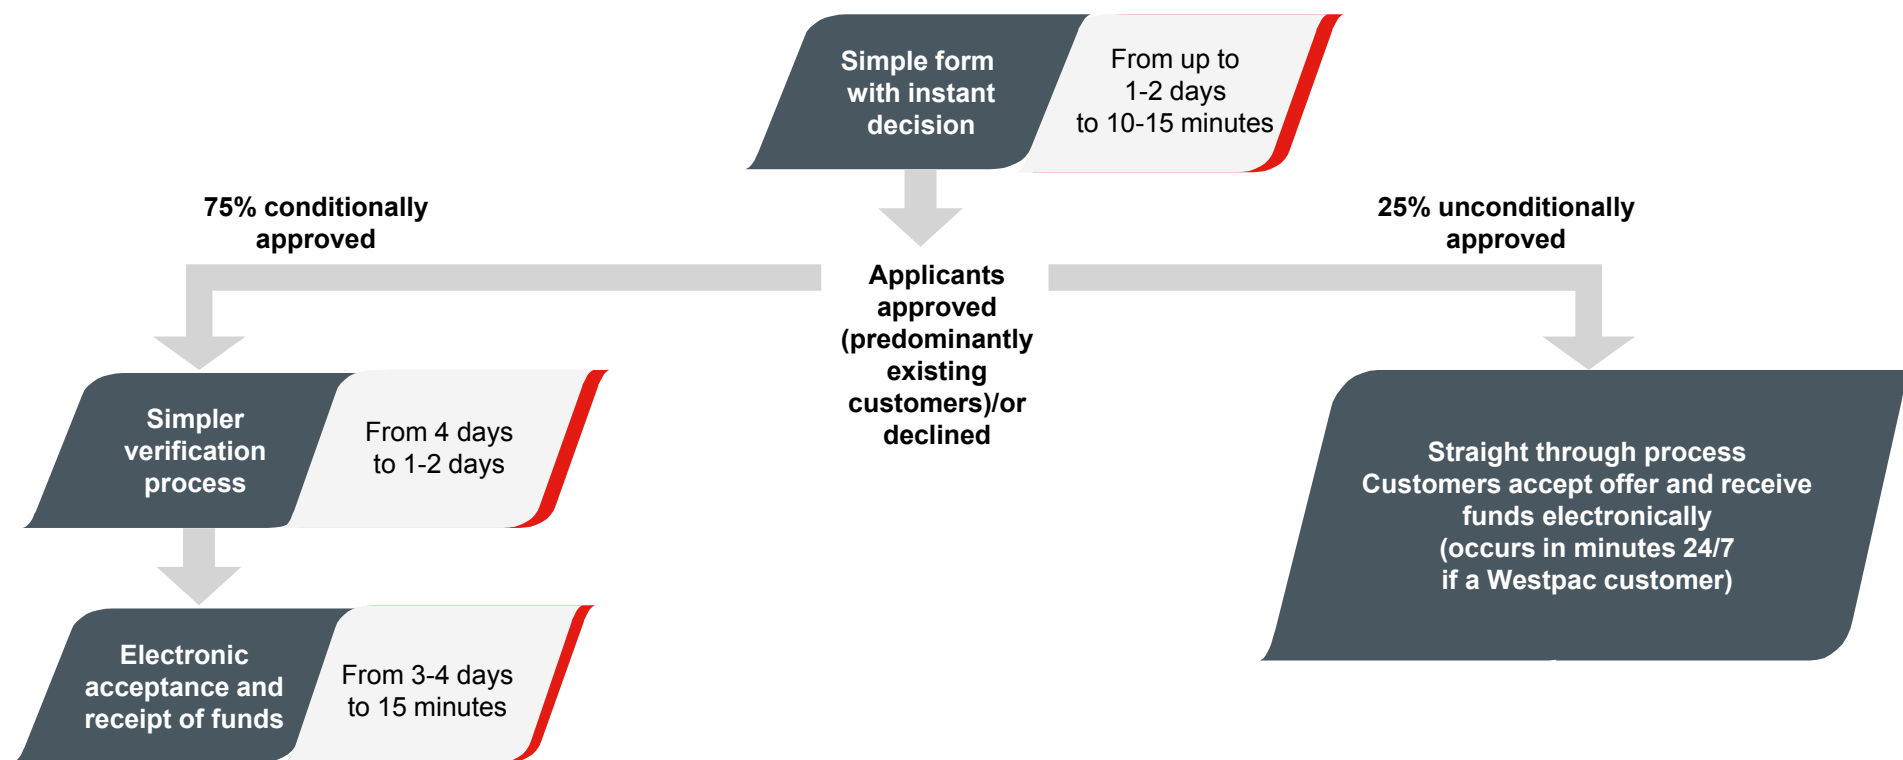 Simple form
with instant
decision
From up to
1-2 days
to 10-15 minutes
75% conditionally
approved
25% unconditionally
approved
Applicants
approved
(predominantly
existing
customers)/or
declined
Simpler
verification
process
From 4 days
to 1-2 days
Straight through process
Customers accept offer and receive
funds electronically
(occurs in minutes 24/7
if a Westpac customer)
Electronic
acceptance and
receipt of funds
From 3-4 days
to 15 minutes